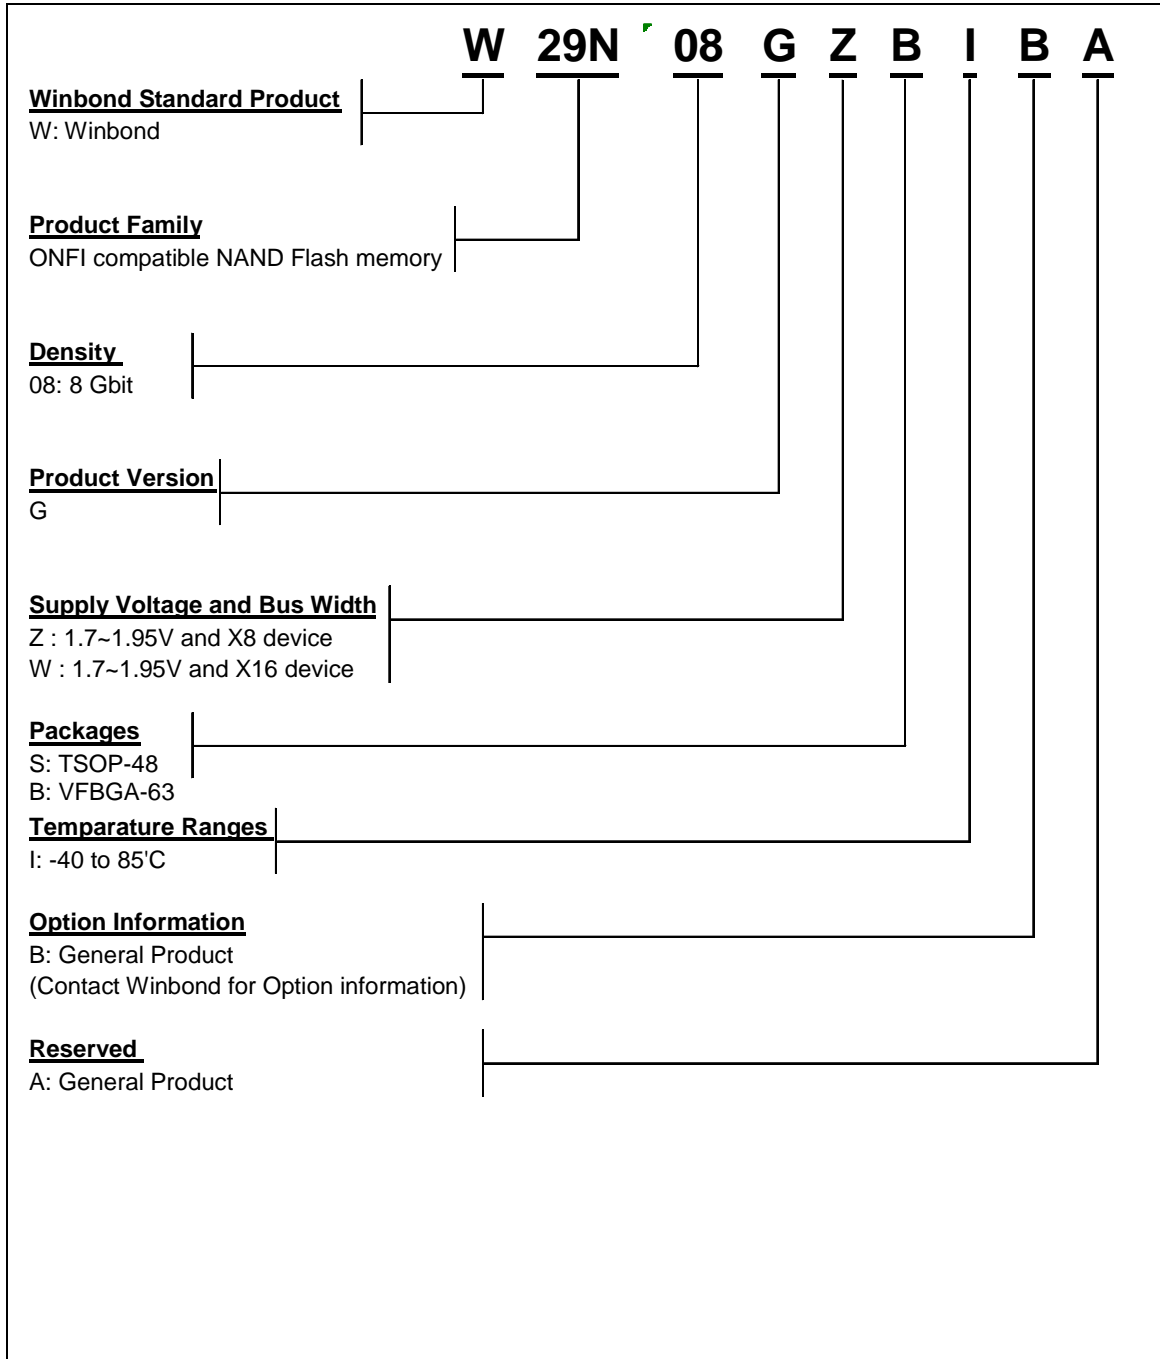 W 29N 08 G Z B I B A
Winbond Standard Product
W: Winbond
Product Family
ONFI compatible NAND Flash memory
Density
08: 8 Gbit
Product Version
G
Supply Voltage and Bus Width
Z : 1.7~1.95V and X8 device
W : 1.7~1.95V and X16 device
Packages
S: TSOP-48
B: VFBGA-63
Temparature Ranges
I: -40 to 85'C
Option Information
B: General Product
(Contact Winbond for Option information)
Reserved
A: General Product